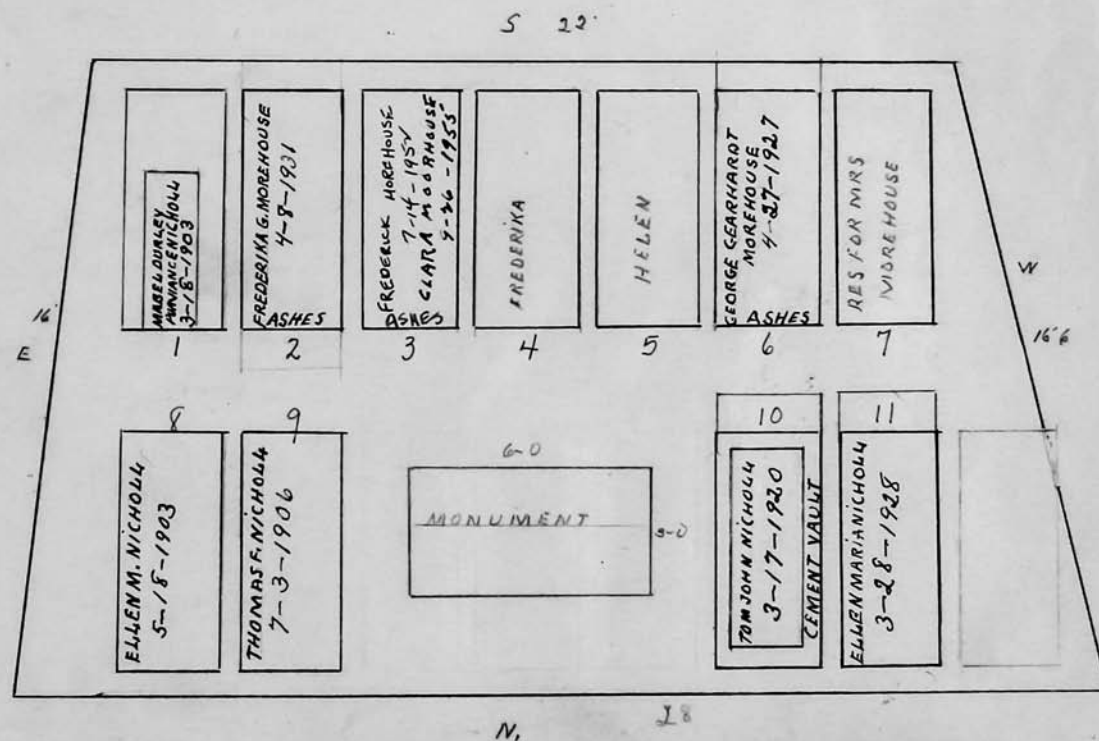 S 22'
MABEL DURLEY
NICHOLL
3-18-1903
1
FREDERIKA G. MOREHOUSE
4-8-1931
ASHES
2
FREDERICK MOREHOUSE
7-14-1952
CLARA MOORHOUSE
9-26-1955
ASHES
3
FREDERIKA
4
HELEN
5
GEORGE GEARHARDT
MOREHOUSE
4-27-1927
ASHES
6
RES FOR MRS
MOREHOUSE
7
16'
E
W
16'6
8
ELLEN M. NICHOLL
5-18-1903
9
THOMAS F. NICHOLL
7-3-1906
6-0
MONUMENT
3-0
10
TOM JOHN NICHOLL
3-17-1920
CEMENT VAULT
11
ELLEN MARIA NICHOLL
3-28-1928
N.
28